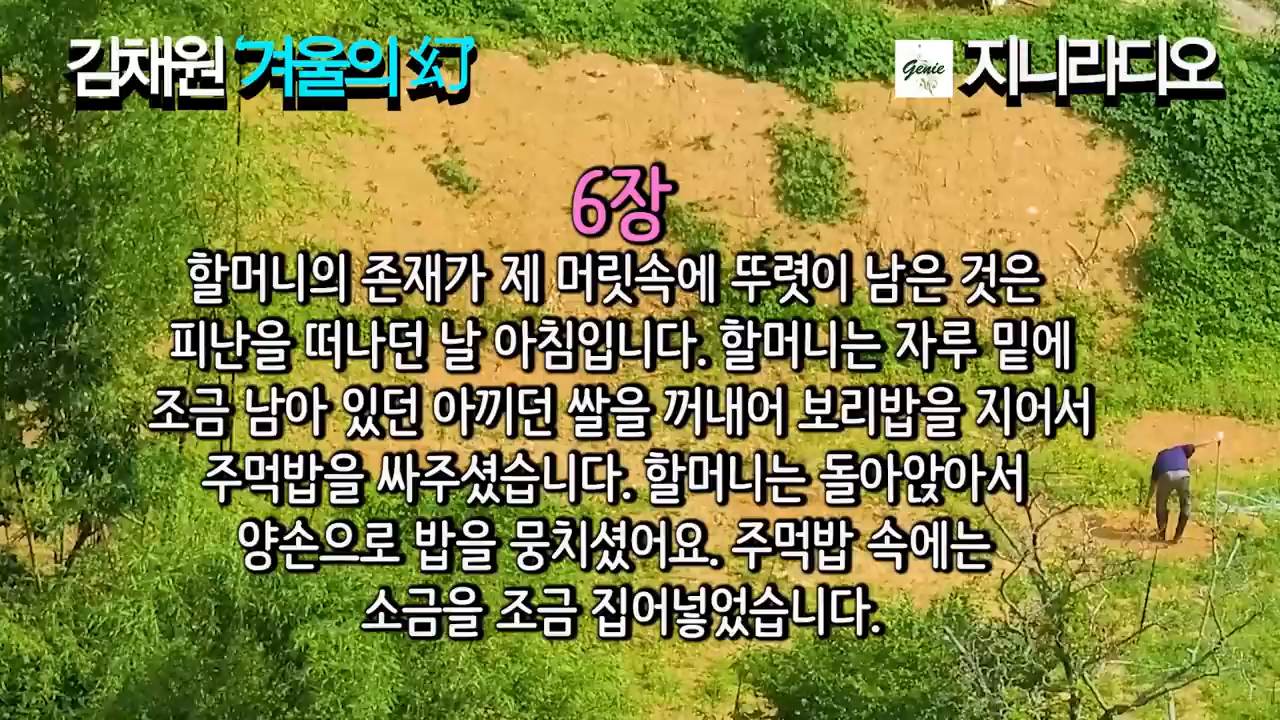 김채원 '겨울의 幻'
Genie 지니라디오
6장
할머니의 존재가 제 머릿속에 뚜렷이 남은 것은
피난을 떠나던 날 아침입니다. 할머니는 자루 밑에
조금 남아 있던 아끼던 쌀을 꺼내어 보리밥을 지어서
주먹밥을 싸주셨습니다. 할머니는 돌아앉아서
양손으로 밥을 뭉치셨어요. 주먹밥 속에는
소금을 조금 집어넣었습니다.